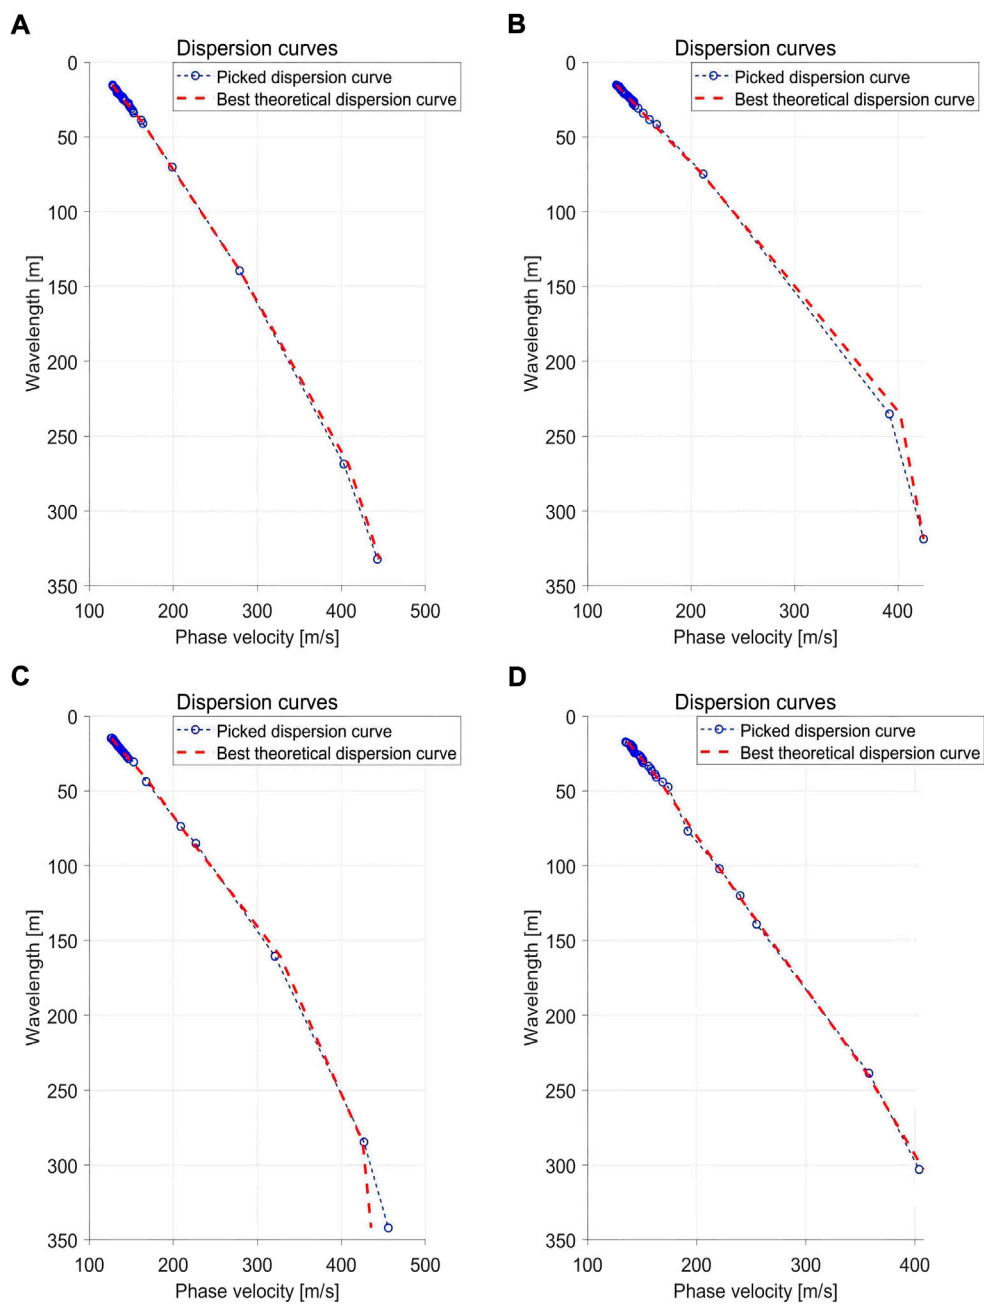 A
Dispersion curves
Picked dispersion curve
Best theoretical dispersion curve
0
50
100
150
200
250
300
350
Wavelength [m]
100 200 300 400 500
Phase velocity [m/s]
B
Dispersion curves
Picked dispersion curve
Best theoretical dispersion curve
0
50
100
150
200
250
300
350
Wavelength [m]
100 200 300 400
Phase velocity [m/s]
C
Dispersion curves
Picked dispersion curve
Best theoretical dispersion curve
0
50
100
150
200
250
300
350
Wavelength [m]
100 200 300 400 500
Phase velocity [m/s]
D
Dispersion curves
Picked dispersion curve
Best theoretical dispersion curve
0
50
100
150
200
250
300
350
Wavelength [m]
100 200 300 400
Phase velocity [m/s]